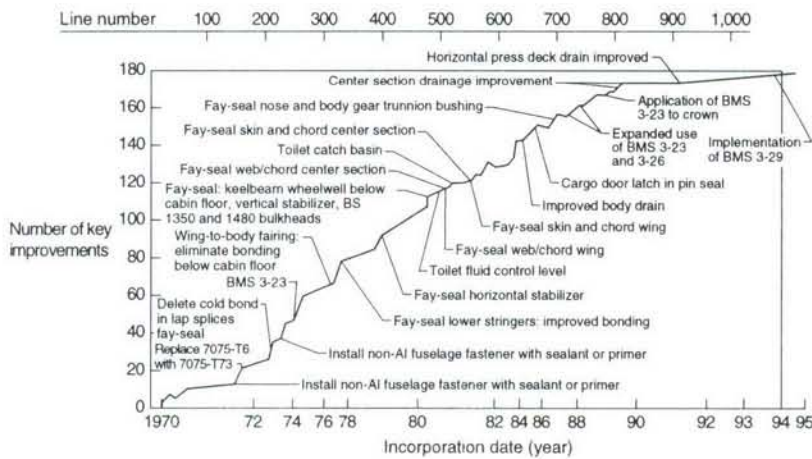 Line number 100 200 300 400 500 600 700 800 900 1,000
Horizontal press deck drain improved
180
Center section drainage improvement
160
Fay-seal nose and body gear trunnion bushing
Application of BMS
3-23 to crown
Fay-seal skin and chord center section
Expanded use
of BMS 3-23
and 3-26
Implementation
of BMS 3-29
140
Toilet catch basin
Fay-seal web/chord center section
120
Cargo door latch in pin seal
Fay-seal: keelbeam wheelwell below
cabin floor, vertical stabilizer, BS
1350 and 1480 bulkheads
Improved body drain
100
Fay-seal skin and chord wing
Number of key
improvements
Wing-to-body fairing:
eliminate bonding
below cabin floor
Fay-seal web/chord wing
80
Toilet fluid control level
BMS 3-23
60
Fay-seal horizontal stabilizer
Delete cold bond
in lap splices
fay-seal
Fay-seal lower stringers: improved bonding
40
Replace 7075-T6
with 7075-T73
Install non-Al fuselage fastener with sealant or primer
20
Install non-Al fuselage fastener with sealant or primer
0
1970 72 74 76 78 80 82 84 86 88 90 92 93 94 95
Incorporation date (year)